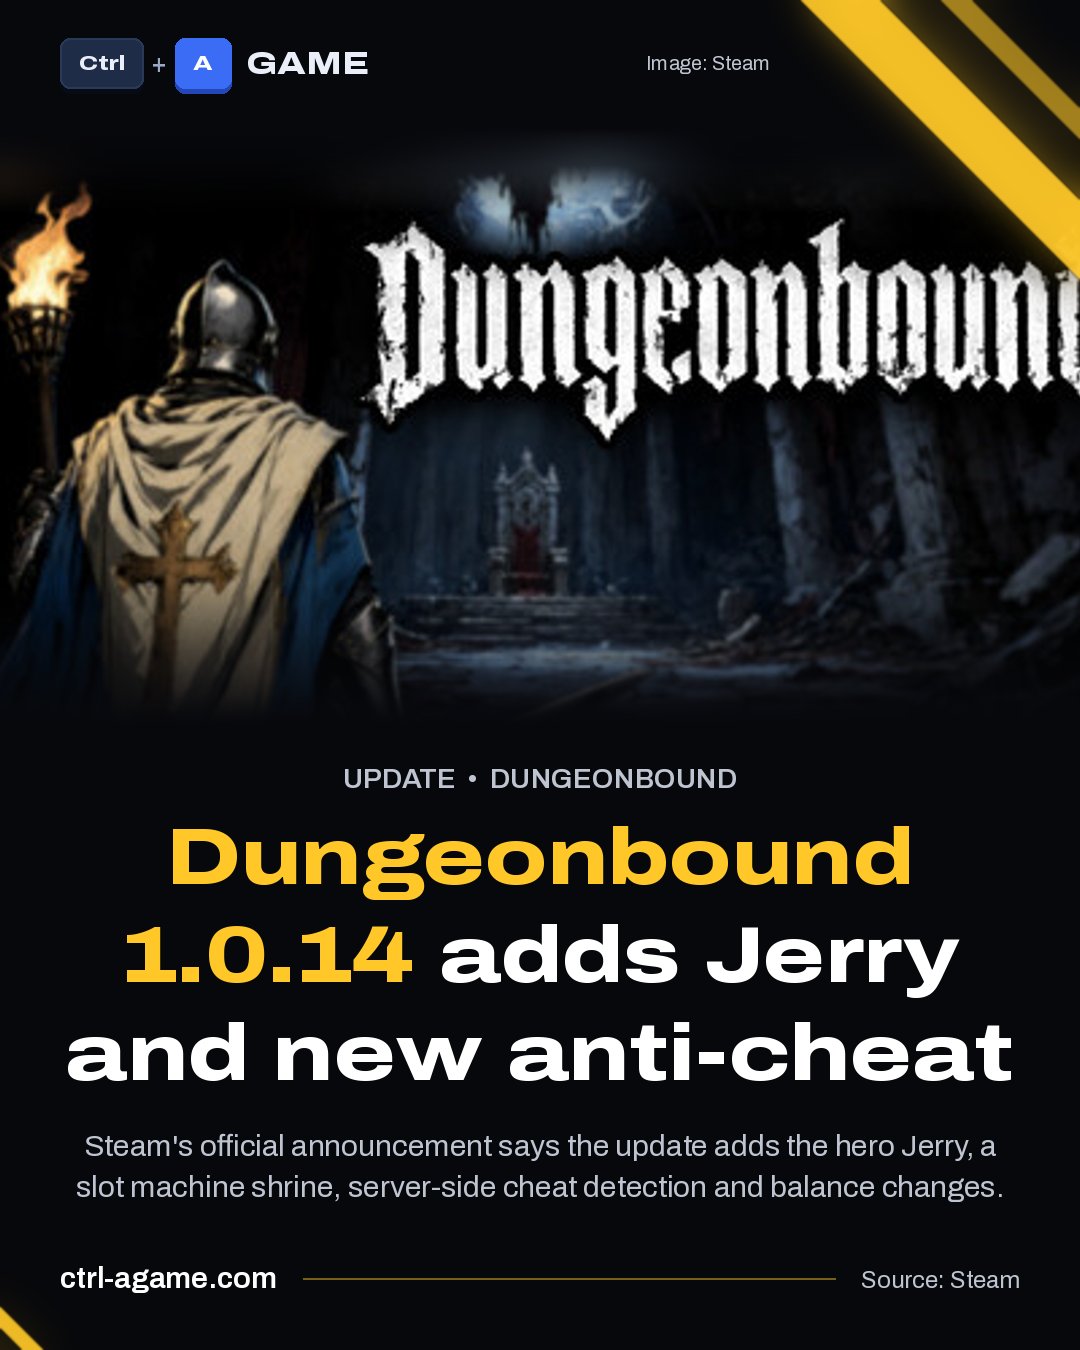 Ctrl + A GAME
Image: Steam
Dungeonboun
UPDATE • DUNGEONBOUND
Dungeonbound
1.0.14 adds Jerry
and new anti-cheat
Steam's official announcement says the update adds the hero Jerry, a
slot machine shrine, server-side cheat detection and balance changes.
ctrl-agame.com
Source: Steam